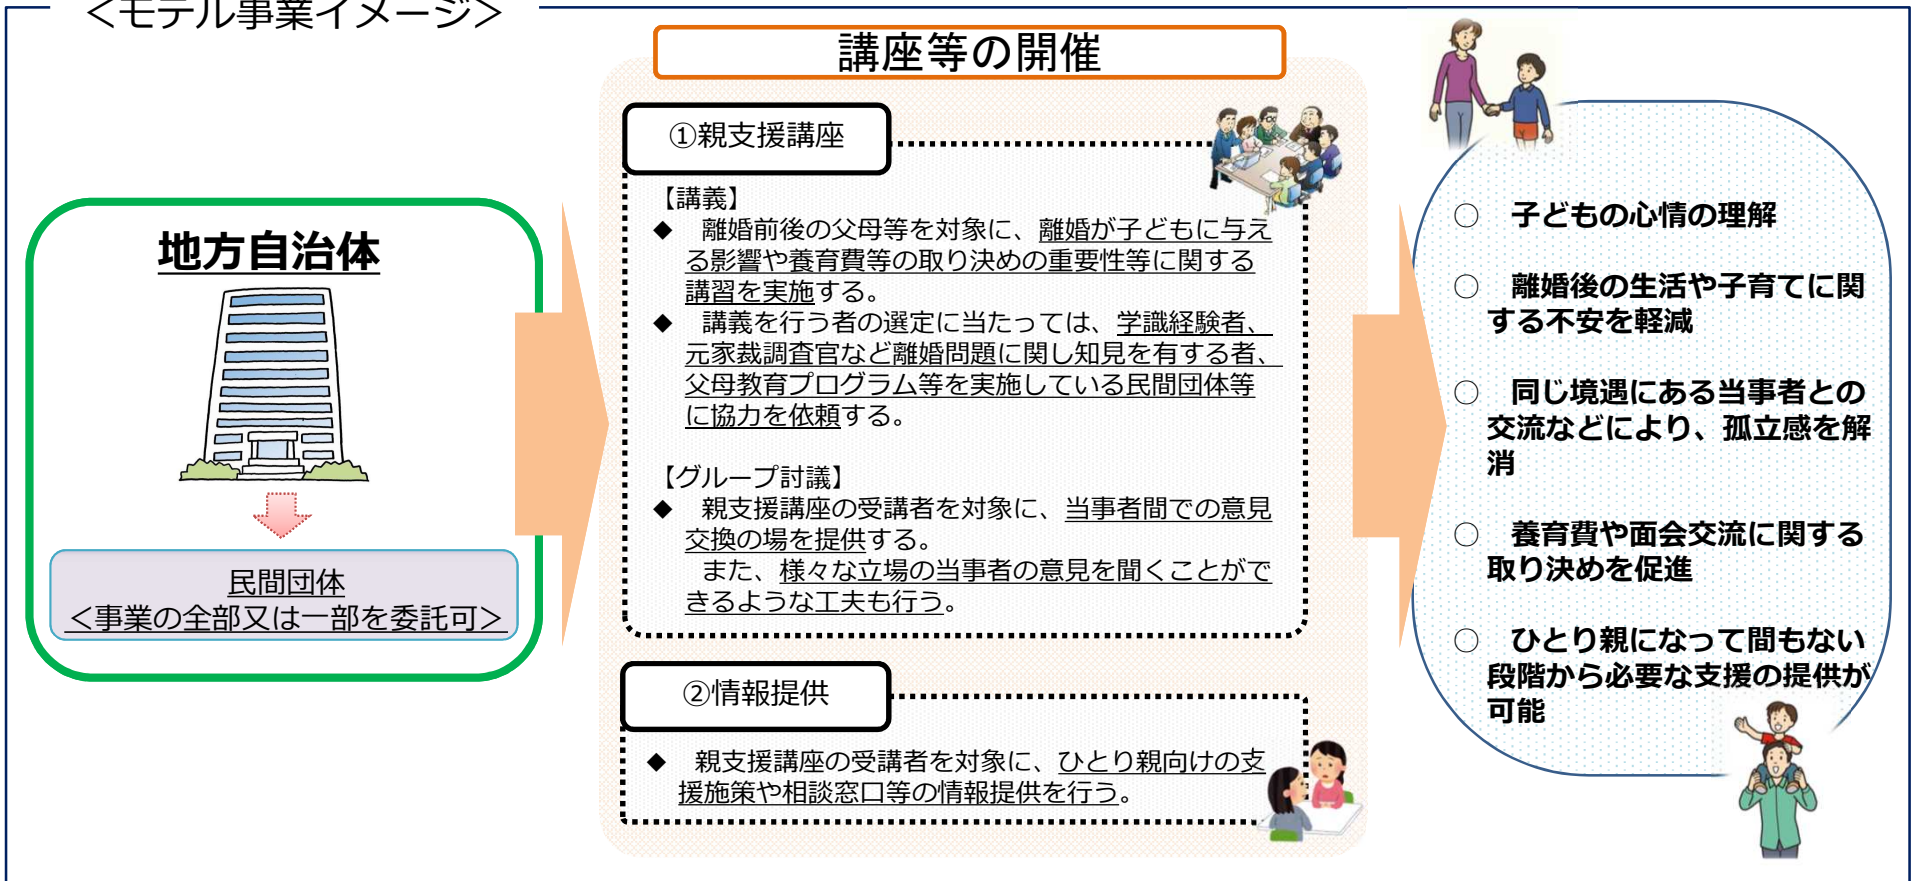 ＜モデル事業イメージ＞
講座等の開催
地方自治体
民間団体
＜事業の全部又は一部を委託可＞
①親支援講座
【講義】
◆　離婚前後の父母等を対象に、離婚が子どもに与え
る影響や養育費等の取り決めの重要性等に関する
講習を実施する。
◆　講義を行う者の選定に当たっては、学識経験者、
元家裁調査官など離婚問題に関し知見を有する者、
父母教育プログラム等を実施している民間団体等
に協力を依頼する。
【グループ討議】
◆　親支援講座の受講者を対象に、当事者間での意見
交換の場を提供する。
また、様々な立場の当事者の意見を聞くことがで
きるような工夫も行う。
②情報提供
◆　親支援講座の受講者を対象に、ひとり親向けの支
援施策や相談窓口等の情報提供を行う。
○　子どもの心情の理解
○　離婚後の生活や子育てに関
する不安を軽減
○　同じ境遇にある当事者との
交流などにより、孤立感を解
消
○　養育費や面会交流に関する
取り決めを促進
○　ひとり親になって間もない
段階から必要な支援の提供が
可能